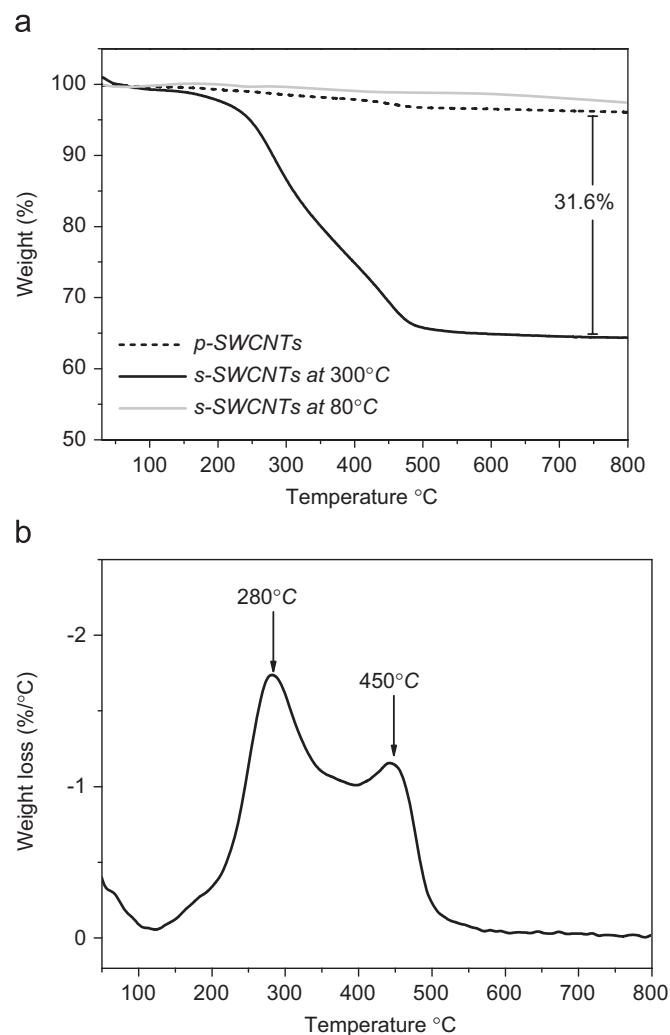 a
100
90
80
70
60
50
Weight (%)
31.6%
p-SWCNTs
s-SWCNTs at 300°C
s-SWCNTs at 80°C
100 200 300 400 500 600 700 800
Temperature °C
b
280°C
450°C
-2
-1
0
Weight loss (%/°C)
100 200 300 400 500 600 700 800
Temperature °C